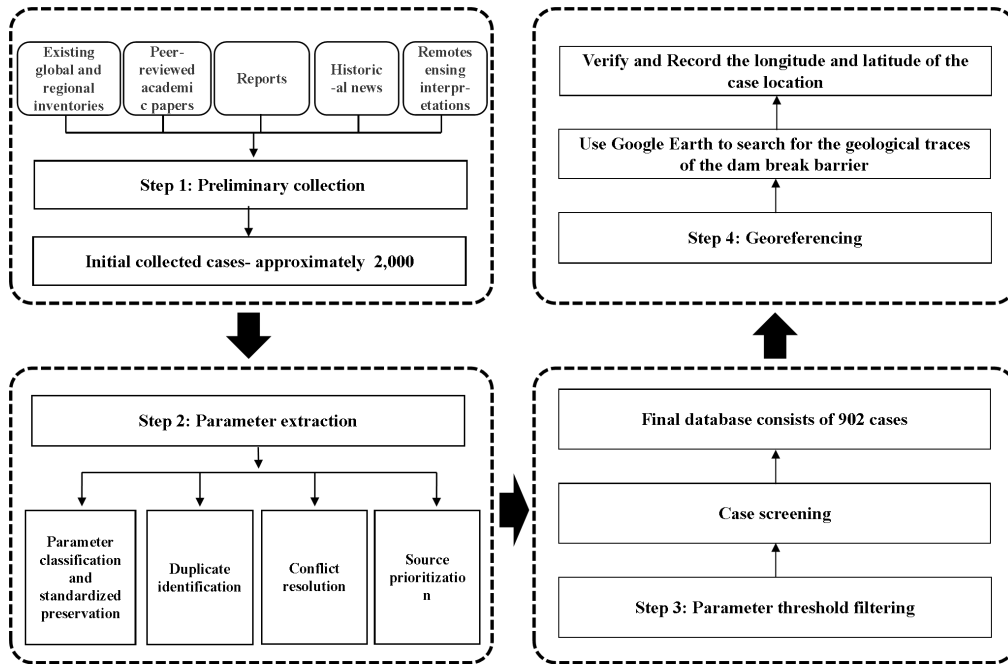 Existing
global and
regional
inventories
Peer-
reviewed
academi
c papers
Reports
Historic
-al news
Remotes
ensing
interpr-
etations
Step 1: Preliminary collection
Initial collected cases- approximately 2,000
Step 2: Parameter extraction
Parameter
classification
and
standardized
preservation
Duplicate
identification
Conflict
resolution
Source
prioritizatio
n
Step 3: Parameter threshold filtering
Case screening
Final database consists of 902 cases
Step 4: Georeferencing
Use Google Earth to search for the geological traces
of the dam break barrier
Verify and Record the longitude and latitude of the
case location